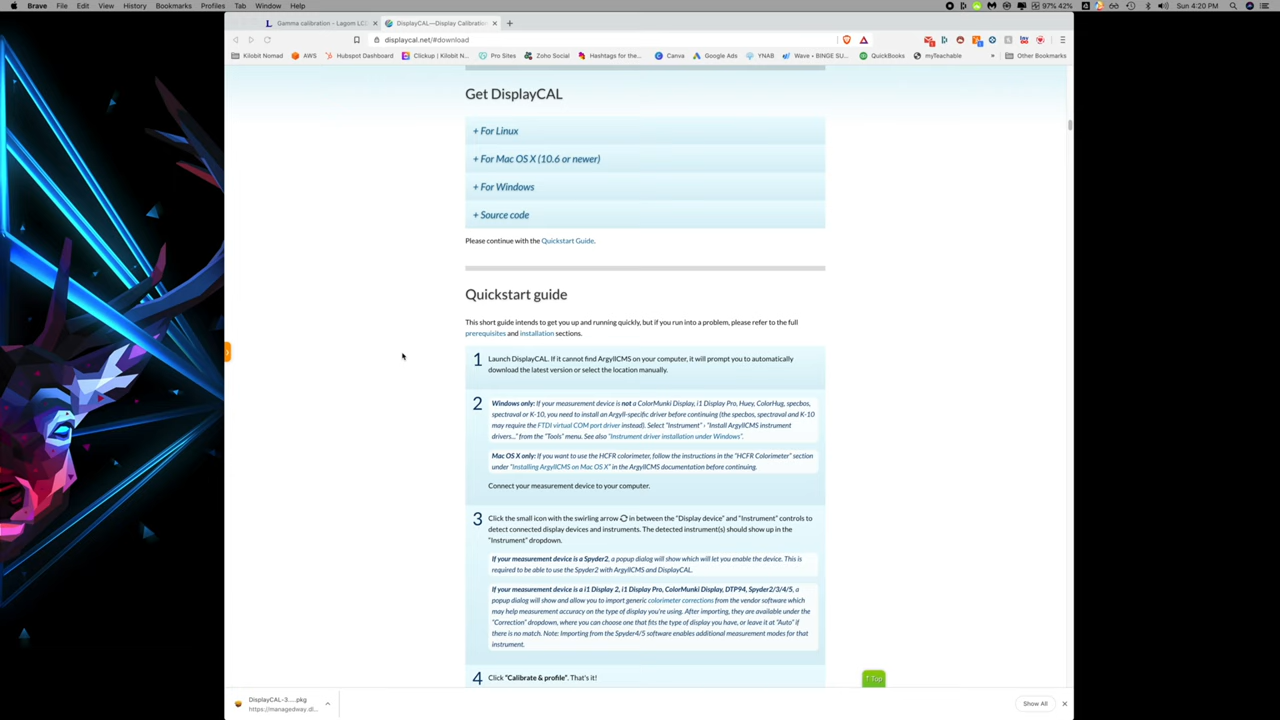 Brave File Edit View History Bookmarks Profiles Tab Window Help
97% 42% Sun 4:20 PM
Gamma calibration - Lagom LC
DisplayCAL—Display Calibration
displaycal.net/#download
Kilobit Nomad AWS Hubspot Dashboard Clickup | Kilobit N... Pro Sites Zoho Social Hashtags for the... Canva Google Ads YNAB Wave • BINGE SU... QuickBooks myTeachable » Other Bookmarks
Get DisplayCAL
+ For Linux
+ For Mac OS X (10.6 or newer)
+ For Windows
+ Source code
Please continue with the Quickstart Guide.
Quickstart guide
This short guide intends to get you up and running quickly, but if you run into a problem, please refer to the full
prerequisites and installation sections.
1 Launch DisplayCAL. If it cannot find ArgyllCMS on your computer, it will prompt you to automatically
download the latest version or select the location manually.
2 Windows only: If your measurement device is not a ColorMunki Display, i1 Display Pro, Huey, ColorHug, specbos,
spectraval or K-10, you need to install an Argyll-specific driver before continuing (the specbos, spectraval and K-10
may require the FTDI virtual COM port driver instead). Select "Instrument" › "Install ArgyllCMS instrument
drivers..." from the "Tools" menu. See also "Instrument driver installation under Windows".
Mac OS X only: If you want to use the HCFR colorimeter, follow the instructions in the "HCFR Colorimeter" section
under "Installing ArgyllCMS on Mac OS X" in the ArgyllCMS documentation before continuing.
Connect your measurement device to your computer.
3 Click the small icon with the swirling arrow in between the "Display device" and "Instrument" controls to
detect connected display devices and instruments. The detected instrument(s) should show up in the
"Instrument" dropdown.
If your measurement device is a Spyder2, a popup dialog will show which will let you enable the device. This is
required to be able to use the Spyder2 with ArgyllCMS and DisplayCAL.
If your measurement device is a i1 Display 2, i1 Display Pro, ColorMunki Display, DTP94, Spyder2/3/4/5, a
popup dialog will show and allow you to import generic colorimeter corrections from the vendor software which
may help measurement accuracy on the type of display you're using. After importing, they are available under the
"Correction" dropdown, where you can choose one that fits the type of display you have, or leave it at "Auto" if
there is no match. Note: Importing from the Spyder4/5 software enables additional measurement modes for that
instrument.
4 Click "Calibrate & profile". That's it!
↑ Top
DisplayCAL-3....pkg
https://managedway.dl...
Show All